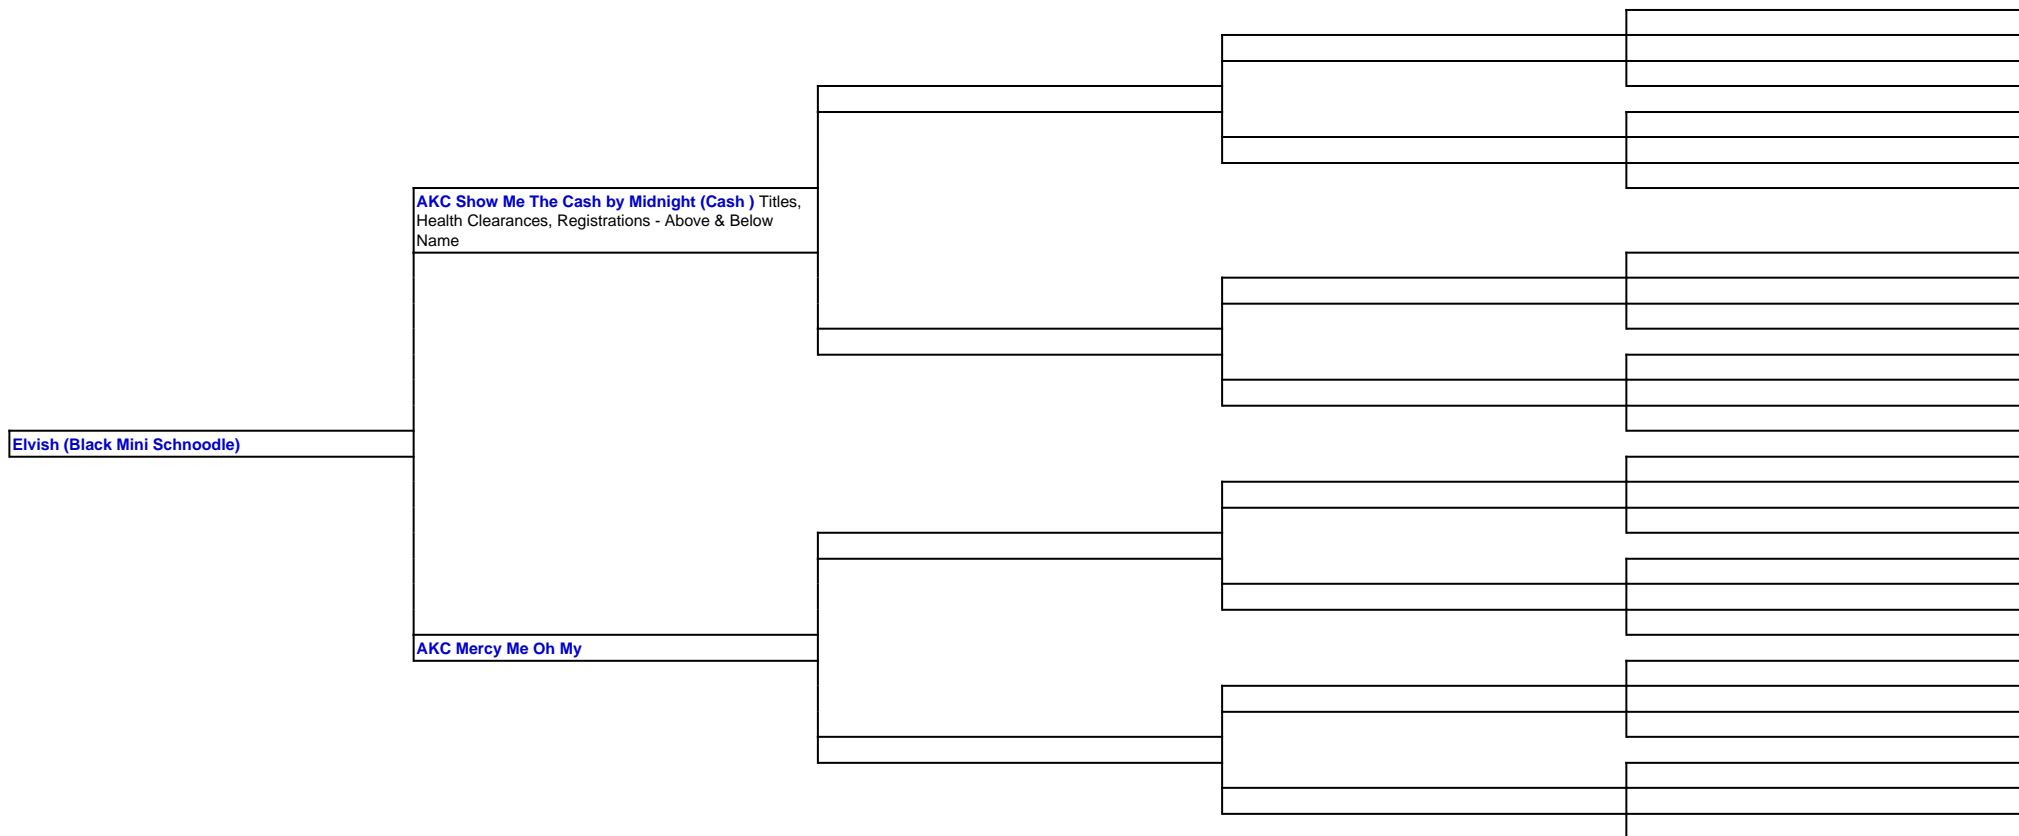 AKC Show Me The Cash by Midnight (Cash ) Titles,
Health Clearances, Registrations - Above & Below
Name
Elvish (Black Mini Schnoodle)
AKC Mercy Me Oh My